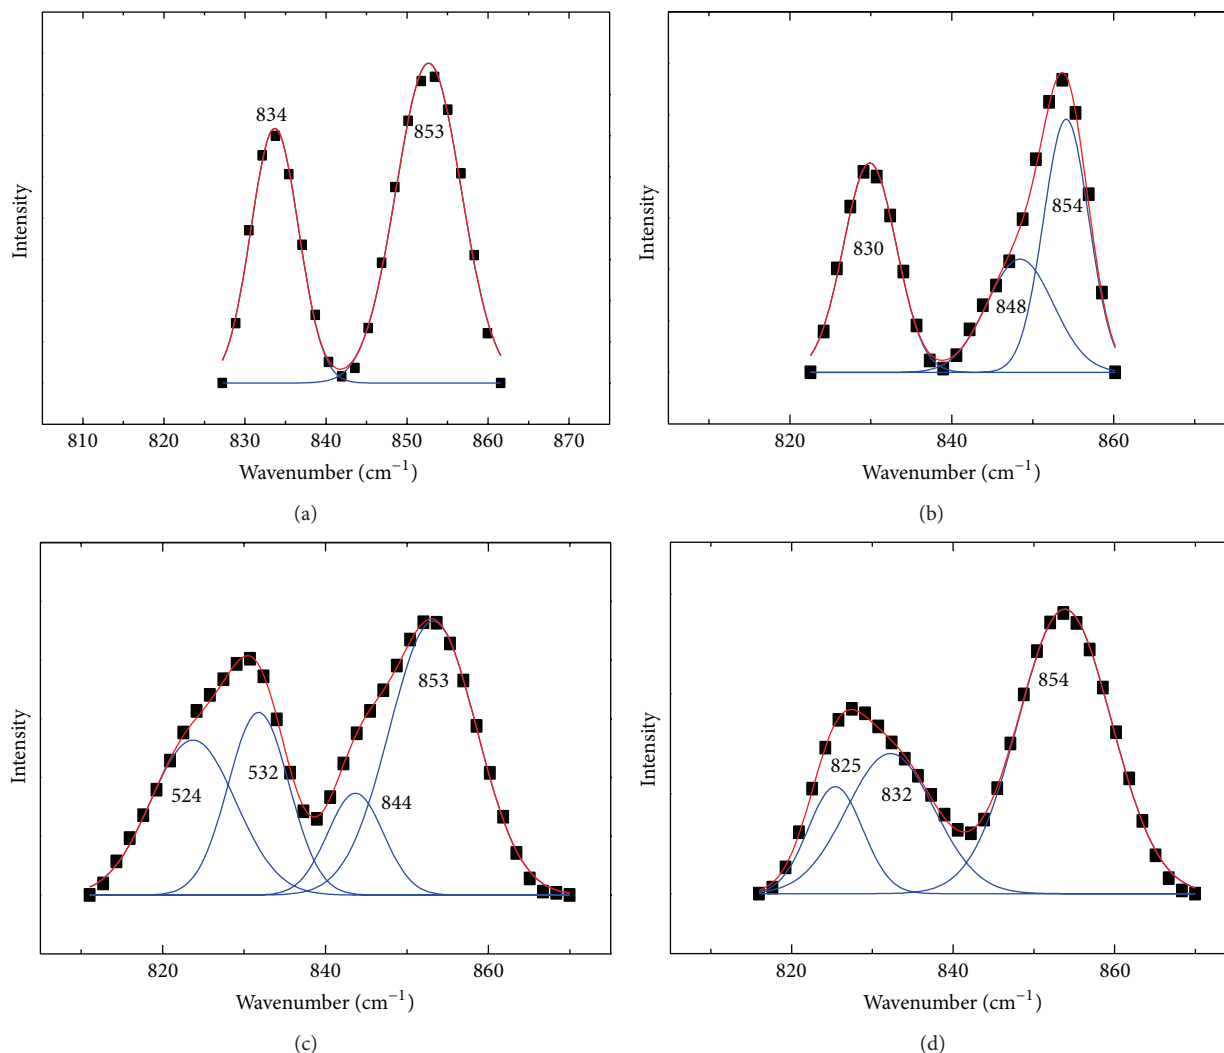 834
853
Intensity
810 820 830 840 850 860 870
Wavenumber (cm⁻¹)
(a)
830
848
854
Intensity
820 840 860
Wavenumber (cm⁻¹)
(b)
524
532
844
853
Intensity
820 840 860
Wavenumber (cm⁻¹)
(c)
825
832
854
Intensity
820 840 860
Wavenumber (cm⁻¹)
(d)